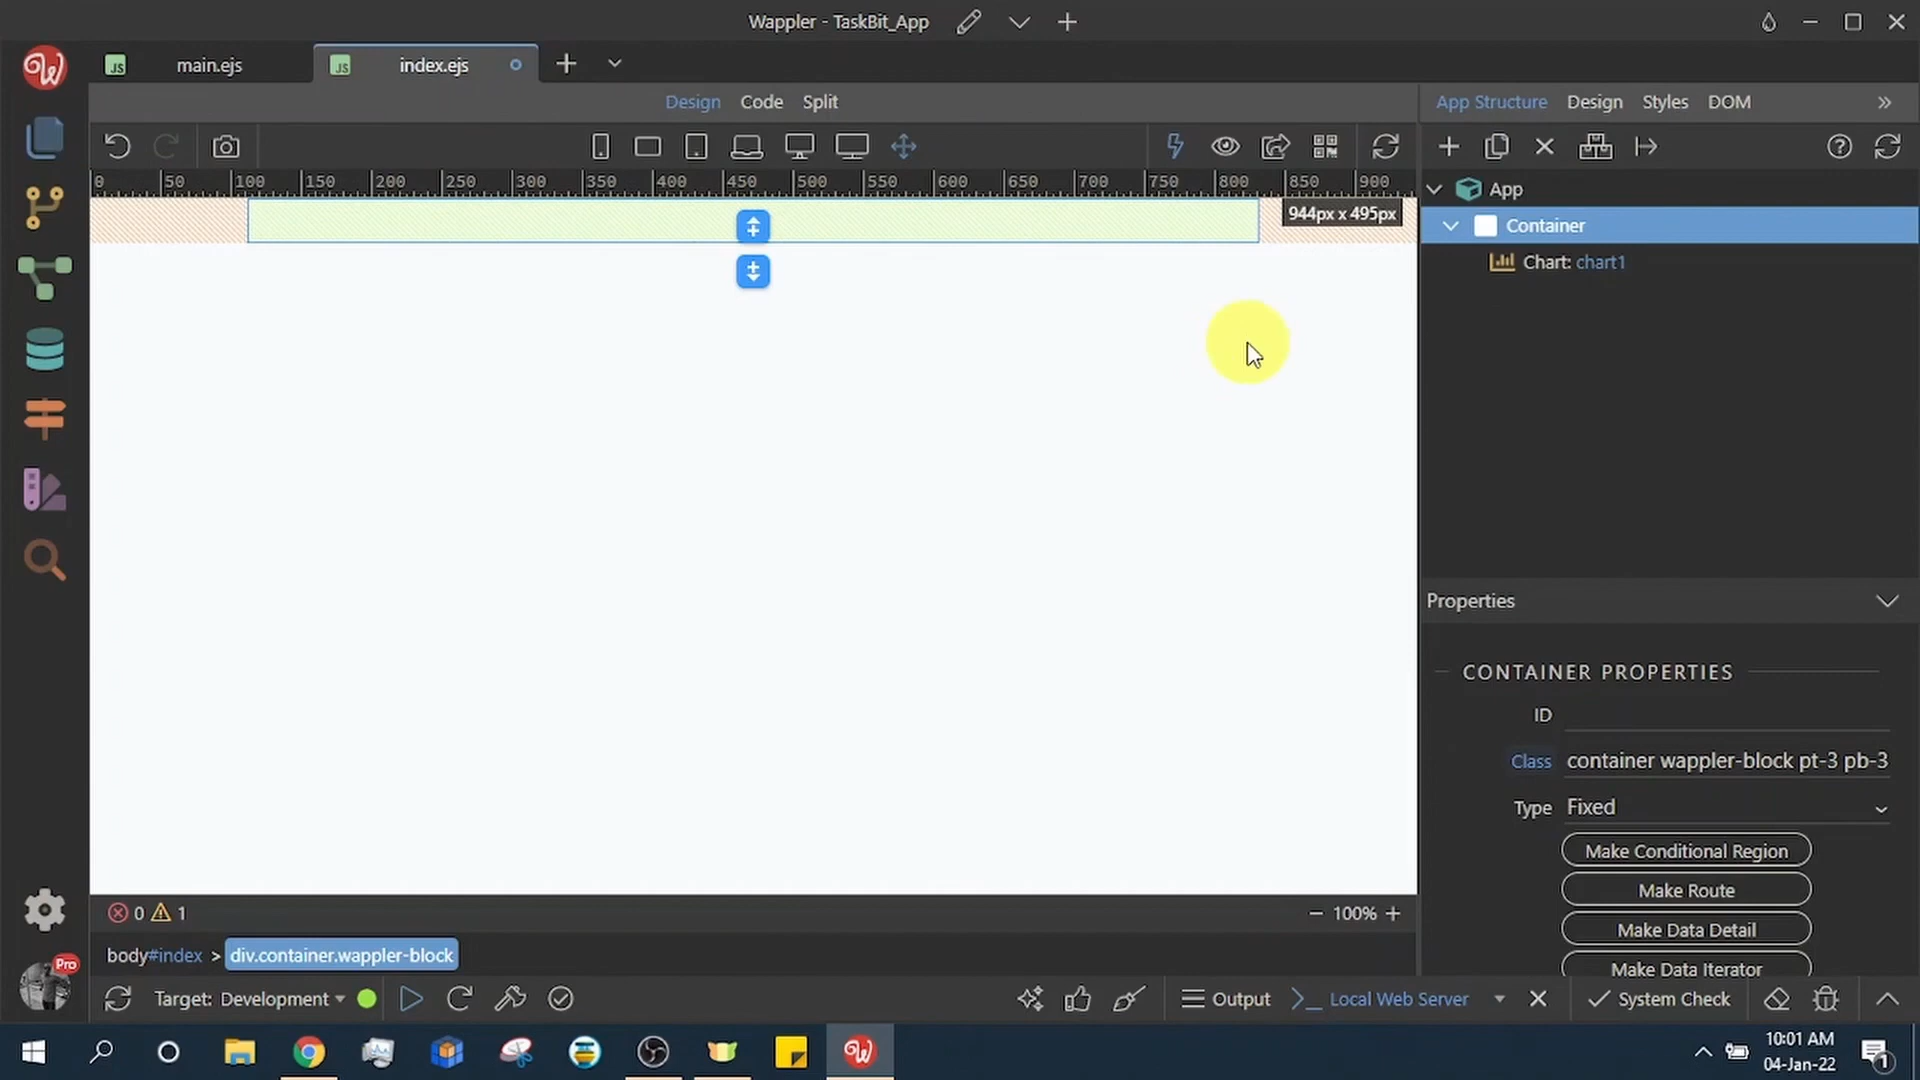 Wappler - TaskBit_App
main.ejs
index.ejs
Design Code Split
App Structure Design Styles DOM
0 50 100 150 200 250 300 350 400 450 500 550 600 650 700 750 800 850 900
944px x 495px
App
Container
Chart: chart1
Properties
CONTAINER PROPERTIES
ID
Class container wappler-block pt-3 pb-3
Type Fixed
Make Conditional Region
Make Route
Make Data Detail
Make Data Iterator
0 1
100%
body#index > div.container.wappler-block
Pro
Target: Development
Output
Local Web Server
System Check
10:01 AM
04-Jan-22
1